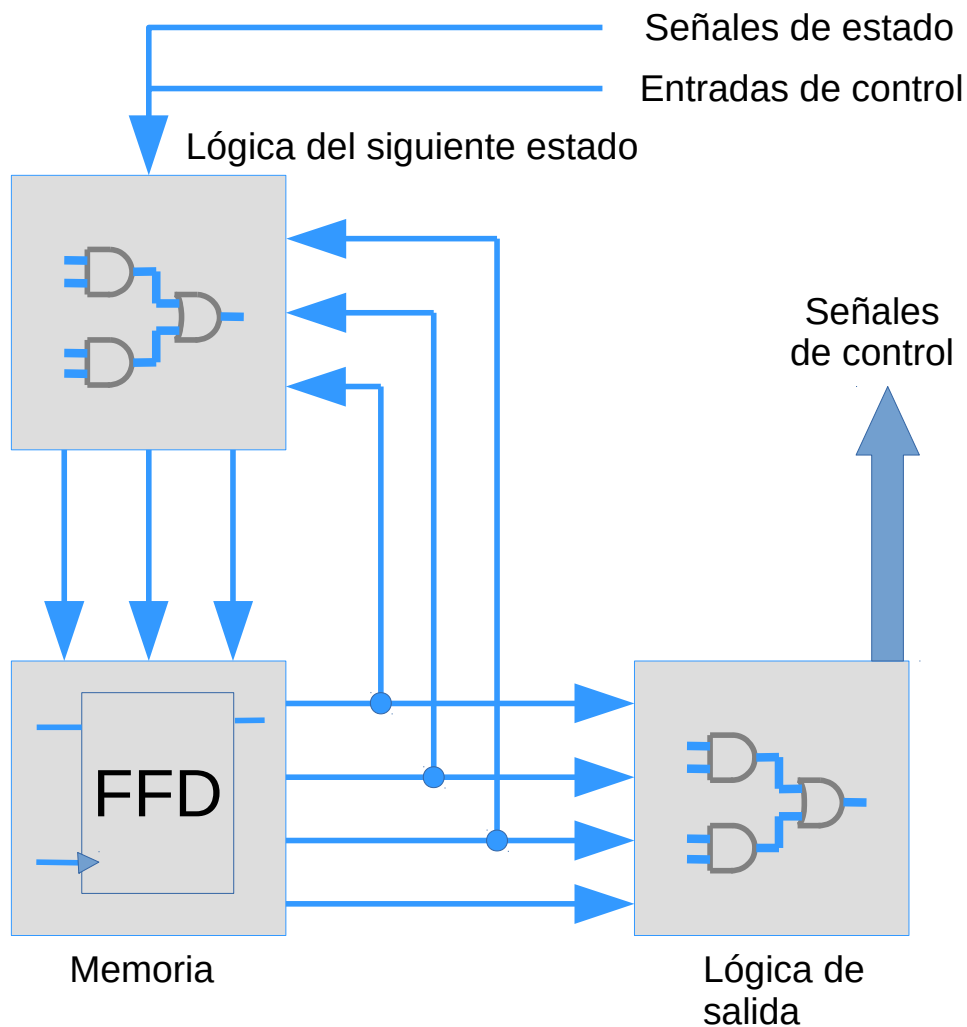 Señales de estado
Entradas de control
Lógica del siguiente estado
Señales
de control
FFD
Memoria
Lógica de
salida